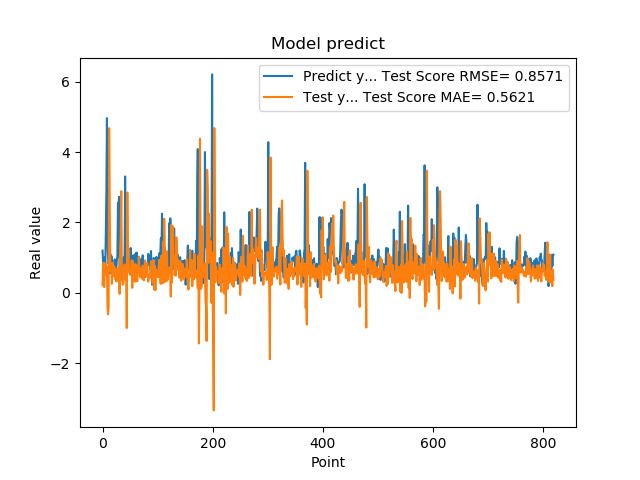 Model predict
Predict y... Test Score RMSE= 0.8571
Test y... Test Score MAE= 0.5621
6
4
2
0
−2
Real value
0 200 400 600 800
Point